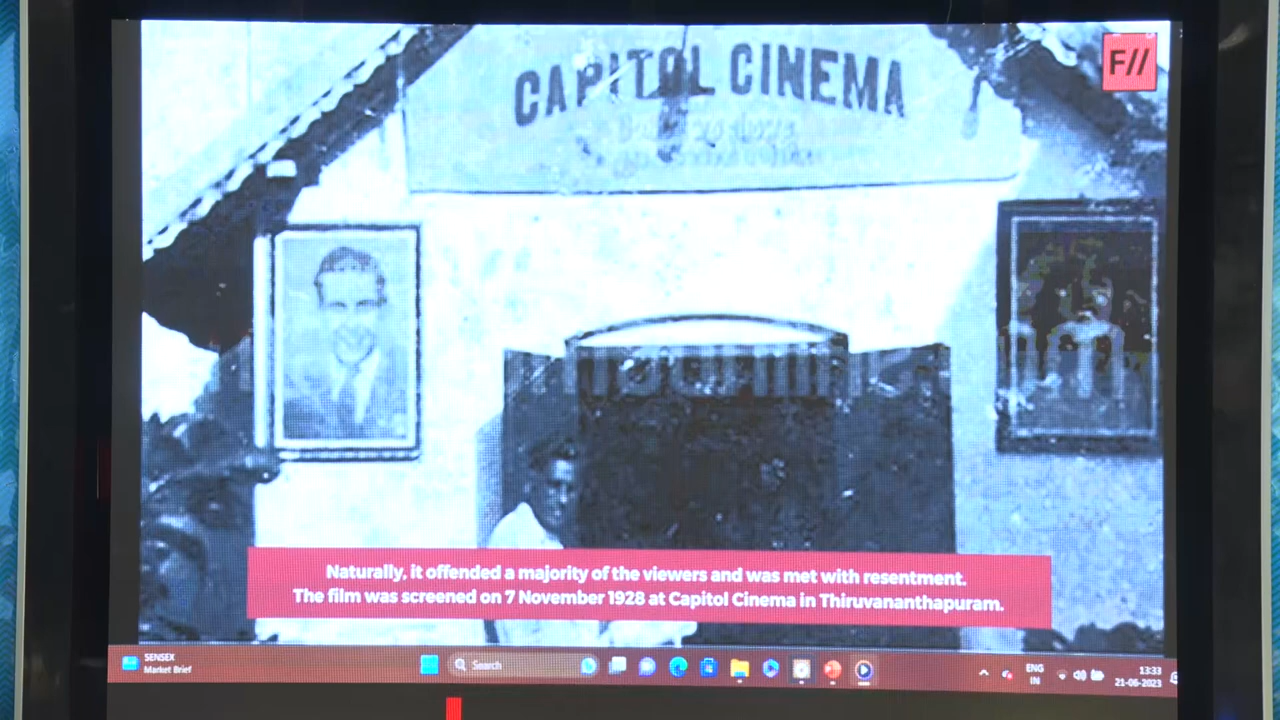 CAPITOL CINEMA
F//
Naturally, it offended a majority of the viewers and was met with resentment.
The film was screened on 7 November 1928 at Capitol Cinema in Thiruvananthapuram.
SENSEX
Market Brief
Search
ENG
IN
13:33
21-06-2023